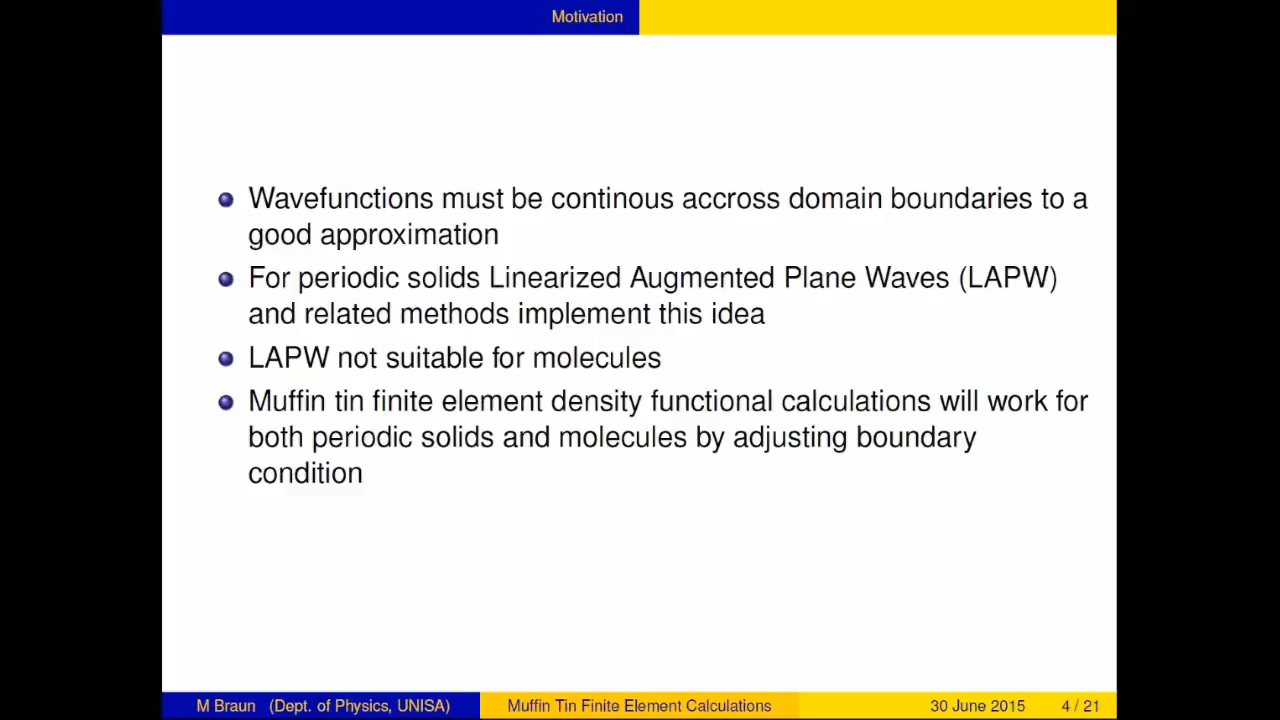 Motivation
Wavefunctions must be continous accross domain boundaries to a
good approximation
For periodic solids Linearized Augmented Plane Waves (LAPW)
and related methods implement this idea
LAPW not suitable for molecules
Muffin tin finite element density functional calculations will work for
both periodic solids and molecules by adjusting boundary
condition
M Braun (Dept. of Physics, UNISA) Muffin Tin Finite Element Calculations 30 June 2015 4 / 21